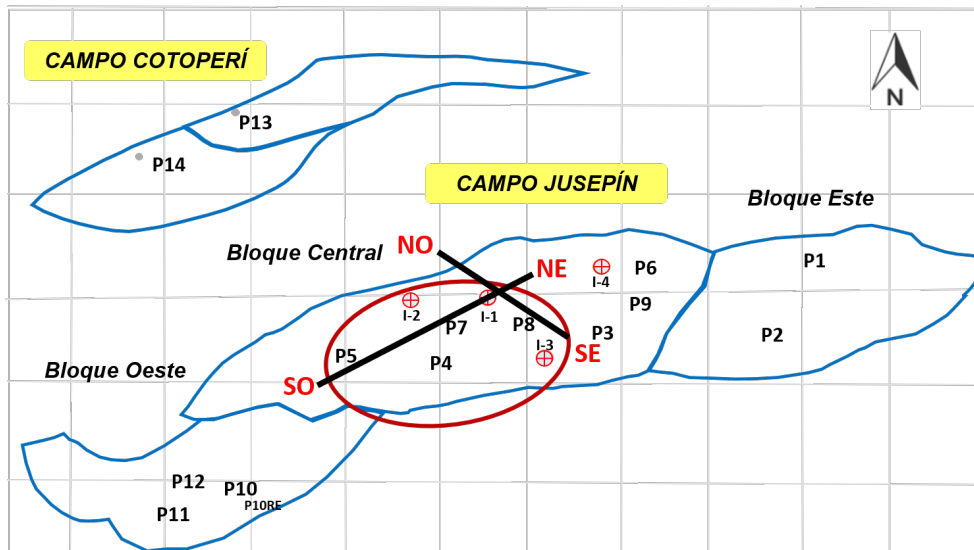 CAMPO COTOPERÍ
N
P13
P14
CAMPO JUSEPÍN
Bloque Este
Bloque Central
NO
NE
I-4
P6
P1
I-2
I-1
P9
P7
P8
P3
P2
P5
P4
I-3
SE
Bloque Oeste
SO
P12
P10
P10RE
P11